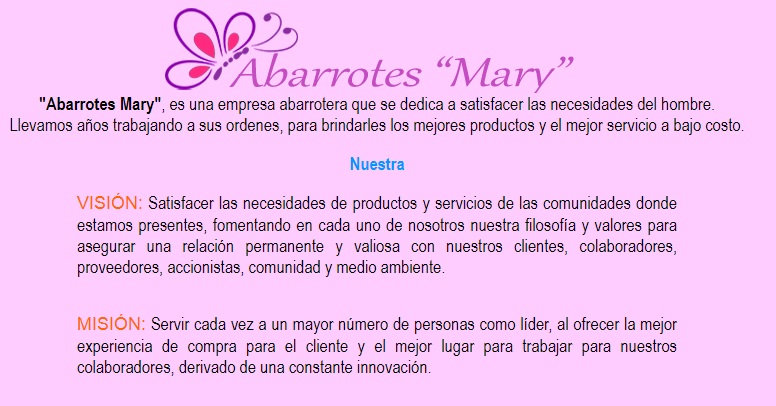 Abarrotes “Mary”
"Abarrotes Mary", es una empresa abarrotera que se dedica a satisfacer las necesidades del hombre.
Llevamos años trabajando a sus ordenes, para brindarles los mejores productos y el mejor servicio a bajo costo.
Nuestra
VISIÓN: Satisfacer las necesidades de productos y servicios de las comunidades donde
estamos presentes, fomentando en cada uno de nosotros nuestra filosofía y valores para
asegurar una relación permanente y valiosa con nuestros clientes, colaboradores,
proveedores, accionistas, comunidad y medio ambiente.
MISIÓN: Servir cada vez a un mayor número de personas como líder, al ofrecer la mejor
experiencia de compra para el cliente y el mejor lugar para trabajar para nuestros
colaboradores, derivado de una constante innovación.